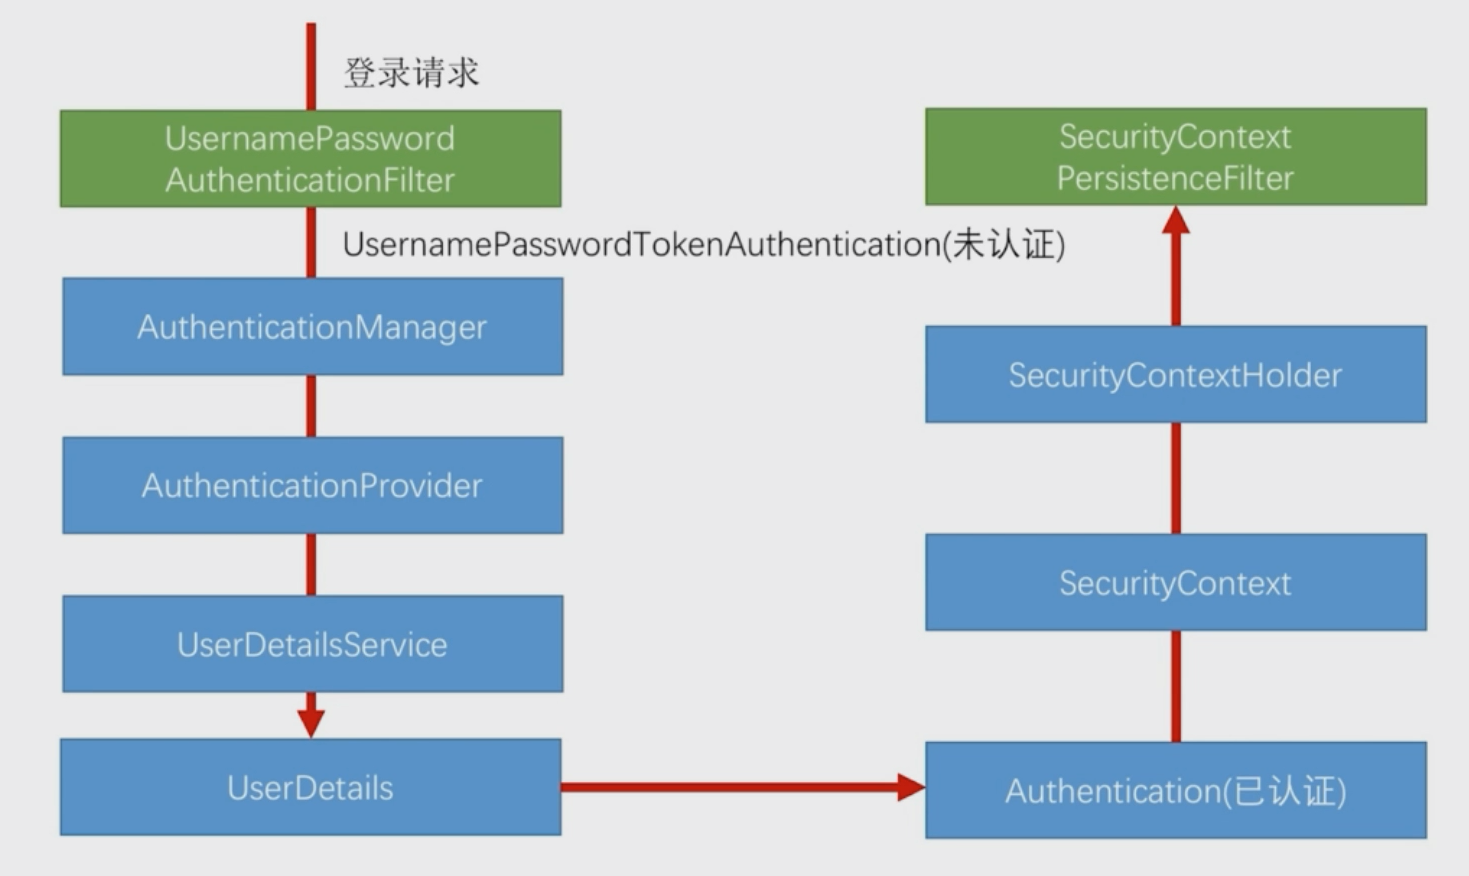 登录请求
UsernamePassword
AuthenticationFilter
UsernamePasswordTokenAuthentication(未认证)
AuthenticationManager
AuthenticationProvider
UserDetailsService
UserDetails
SecurityContext
PersistenceFilter
SecurityContextHolder
SecurityContext
Authentication(已认证)